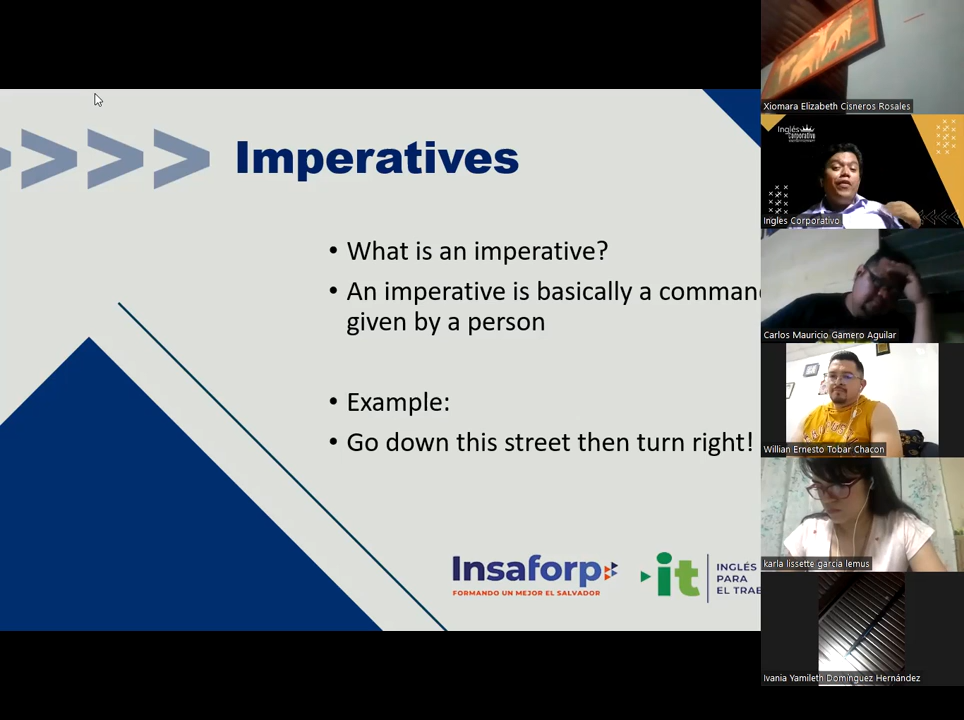 Imperatives
• What is an imperative?
• An imperative is basically a comman
given by a person
• Example:
• Go down this street then turn right!
Insaforp
FORMANDO UN MEJOR EL SALVADOR
it
INGLÉS
PARA
EL TRA
Xiomara Elizabeth Cisneros Rosales
Inglés
Corporativo
Ingles Corporativo
Carlos Mauricio Gamero Aguilar
Willian Ernesto Tobar Chacon
karla lissette garcia lemus
Ivania Yamileth Domínguez Hernández